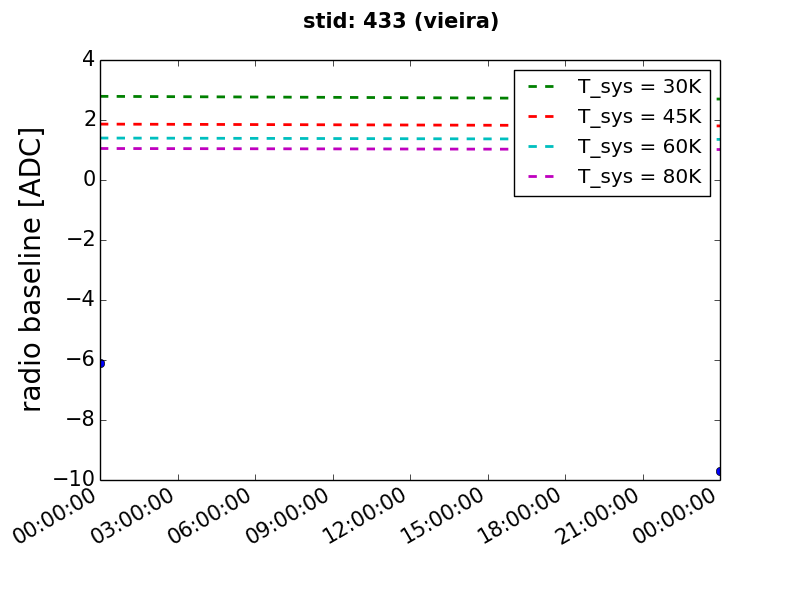 stid: 433 (vieira)
4
2
0
−2
−4
−6
−8
−10
radio baseline [ADC]
T_sys = 30K
T_sys = 45K
T_sys = 60K
T_sys = 80K
00:00:00
03:00:00
06:00:00
09:00:00
12:00:00
15:00:00
18:00:00
21:00:00
00:00:00